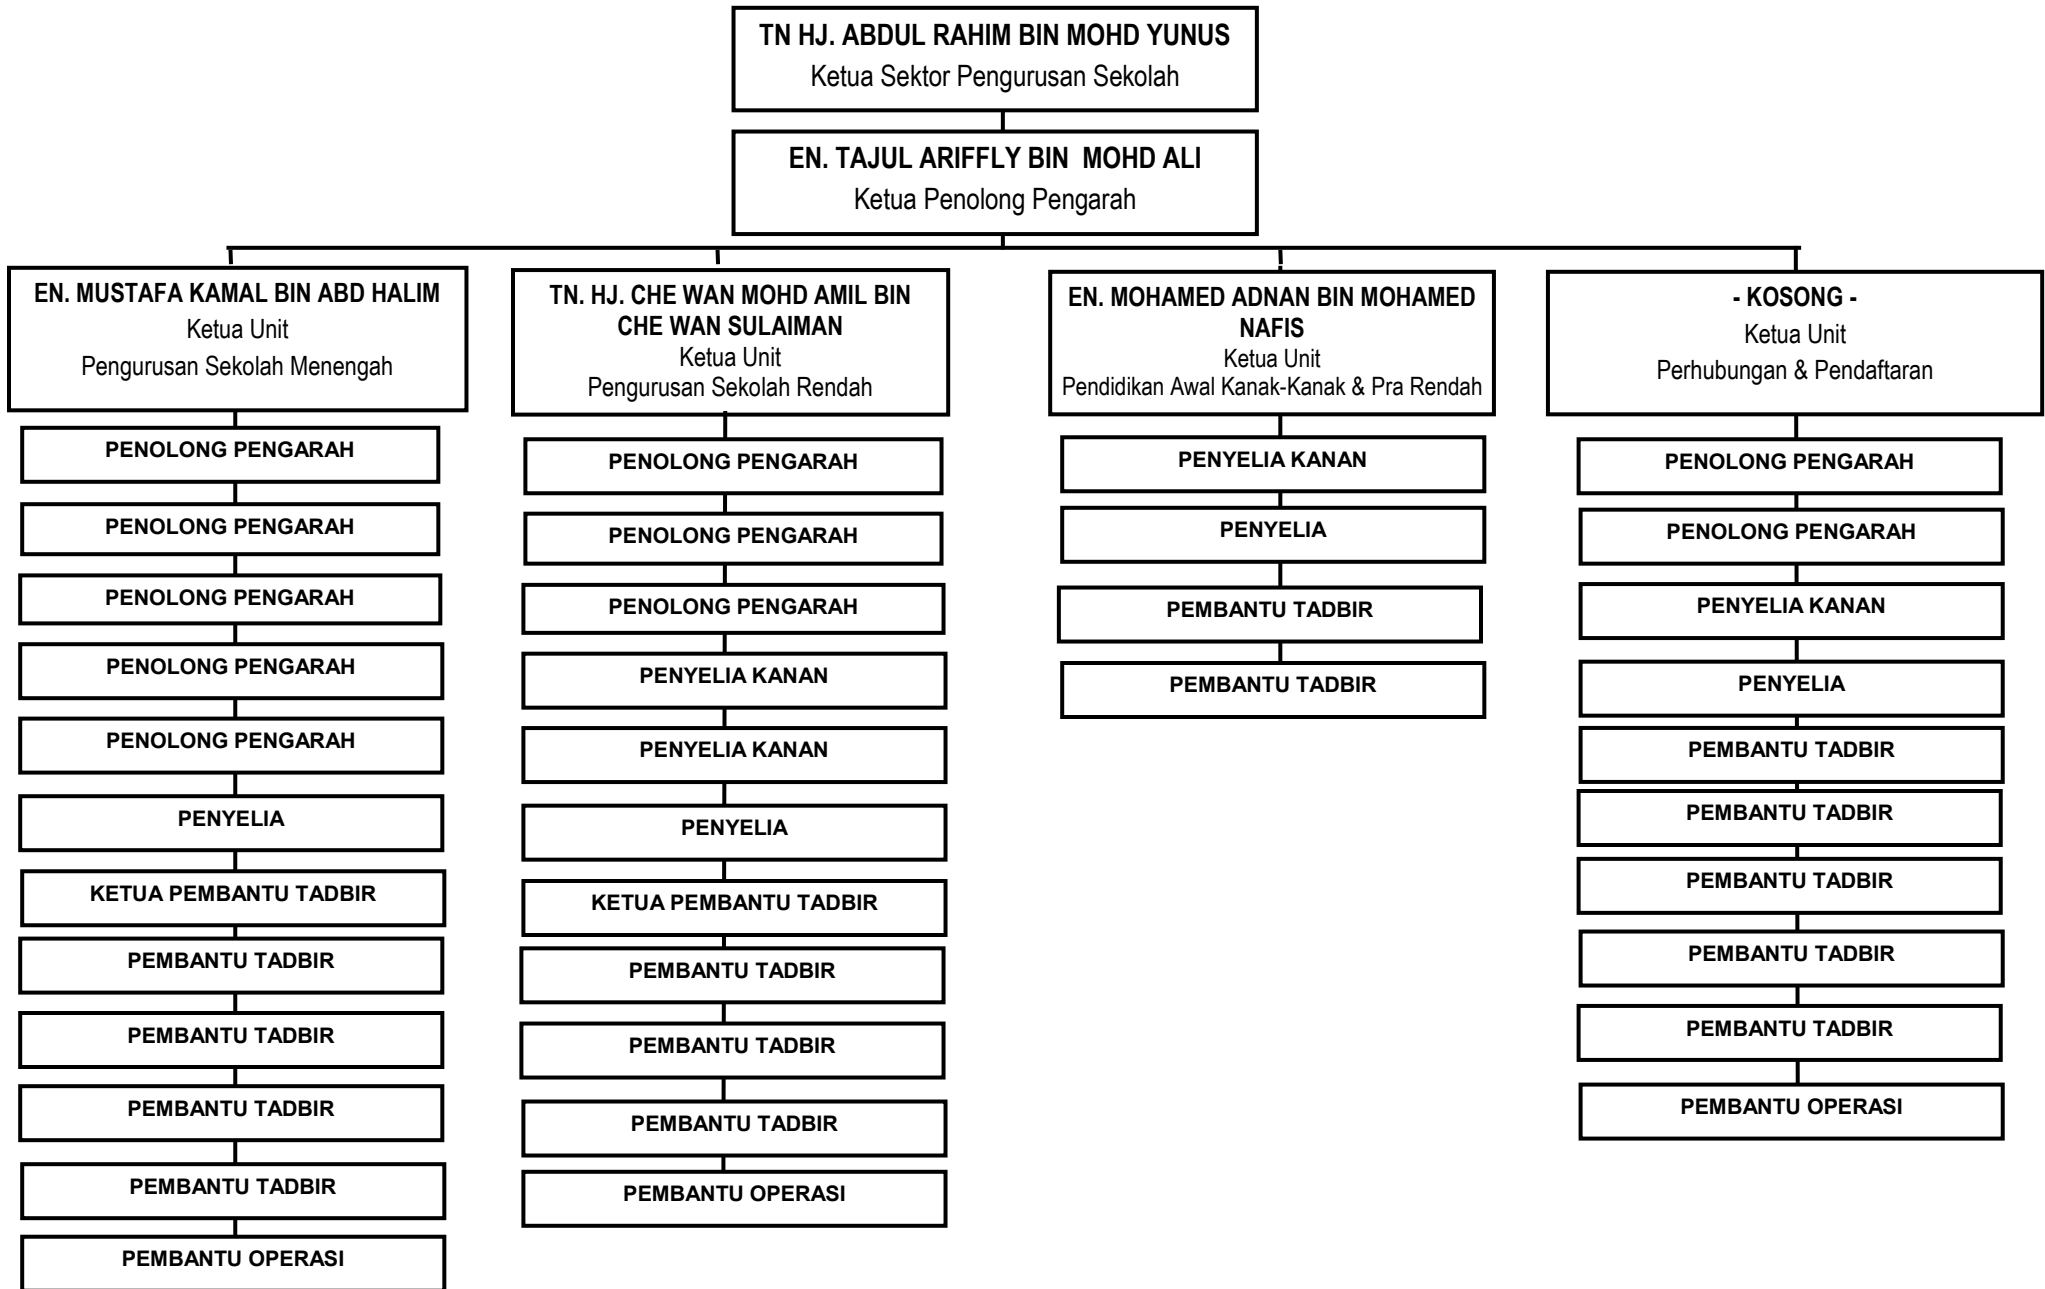 TN HJ. ABDUL RAHIM BIN MOHD YUNUS
Ketua Sektor Pengurusan Sekolah
EN. TAJUL ARIFFLY BIN  MOHD ALI
Ketua Penolong Pengarah
EN. MUSTAFA KAMAL BIN ABD HALIM
Ketua Unit
Pengurusan Sekolah Menengah
PENOLONG PENGARAH
PENOLONG PENGARAH
PENOLONG PENGARAH
PENOLONG PENGARAH
PENOLONG PENGARAH
PENYELIA
KETUA PEMBANTU TADBIR
PEMBANTU TADBIR
PEMBANTU TADBIR
PEMBANTU TADBIR
PEMBANTU TADBIR
PEMBANTU OPERASI
TN. HJ. CHE WAN MOHD AMIL BIN
CHE WAN SULAIMAN
Ketua Unit
Pengurusan Sekolah Rendah
PENOLONG PENGARAH
PENOLONG PENGARAH
PENOLONG PENGARAH
PENYELIA KANAN
PENYELIA KANAN
PENYELIA
KETUA PEMBANTU TADBIR
PEMBANTU TADBIR
PEMBANTU TADBIR
PEMBANTU TADBIR
PEMBANTU OPERASI
EN. MOHAMED ADNAN BIN MOHAMED
NAFIS
Ketua Unit
Pendidikan Awal Kanak-Kanak & Pra Rendah
PENYELIA KANAN
PENYELIA
PEMBANTU TADBIR
PEMBANTU TADBIR
- KOSONG -
Ketua Unit
Perhubungan & Pendaftaran
PENOLONG PENGARAH
PENOLONG PENGARAH
PENYELIA KANAN
PENYELIA
PEMBANTU TADBIR
PEMBANTU TADBIR
PEMBANTU TADBIR
PEMBANTU TADBIR
PEMBANTU TADBIR
PEMBANTU OPERASI